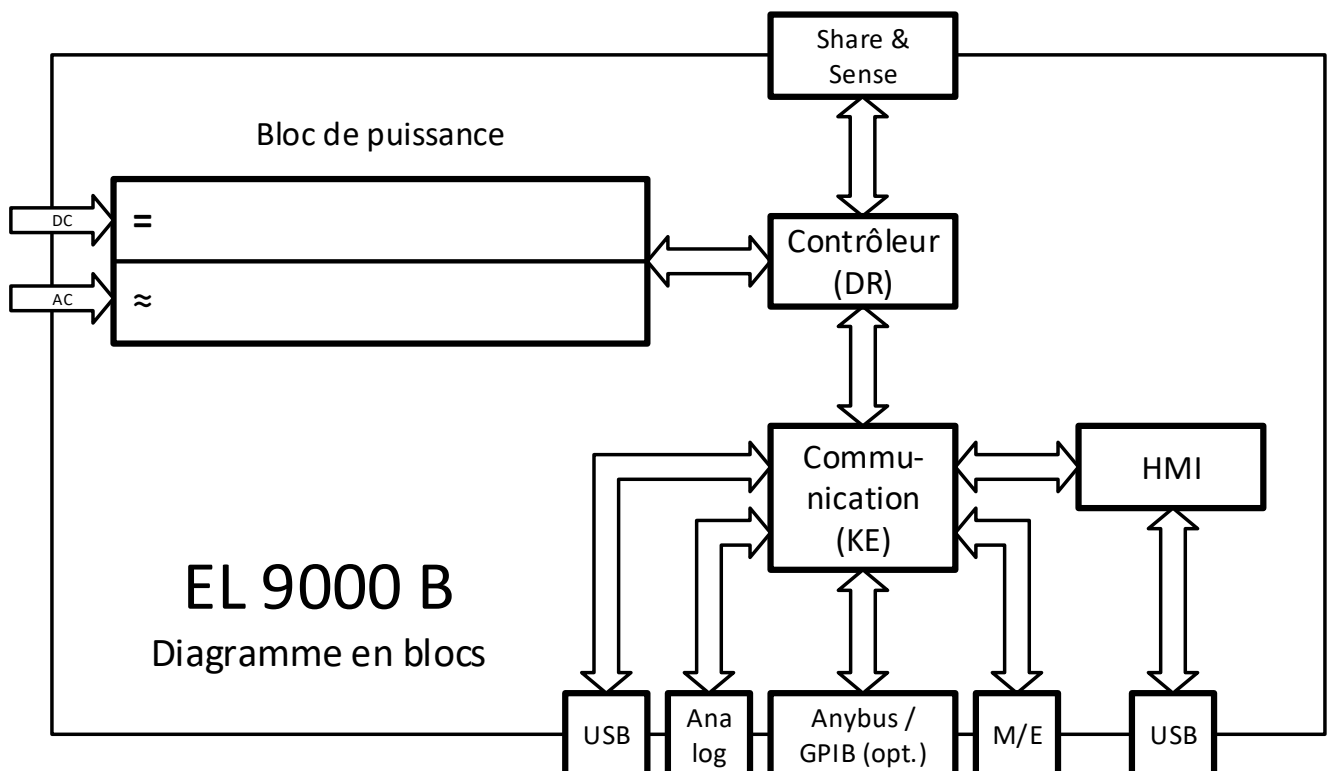 Share &
Sense
Bloc de puissance
DC
=
Contrôleur
(DR)
AC
≈
Commu-
nication
(KE)
HMI
EL 9000 B
Diagramme en blocs
USB
Ana
log
Anybus /
GPIB (opt.)
M/E
USB